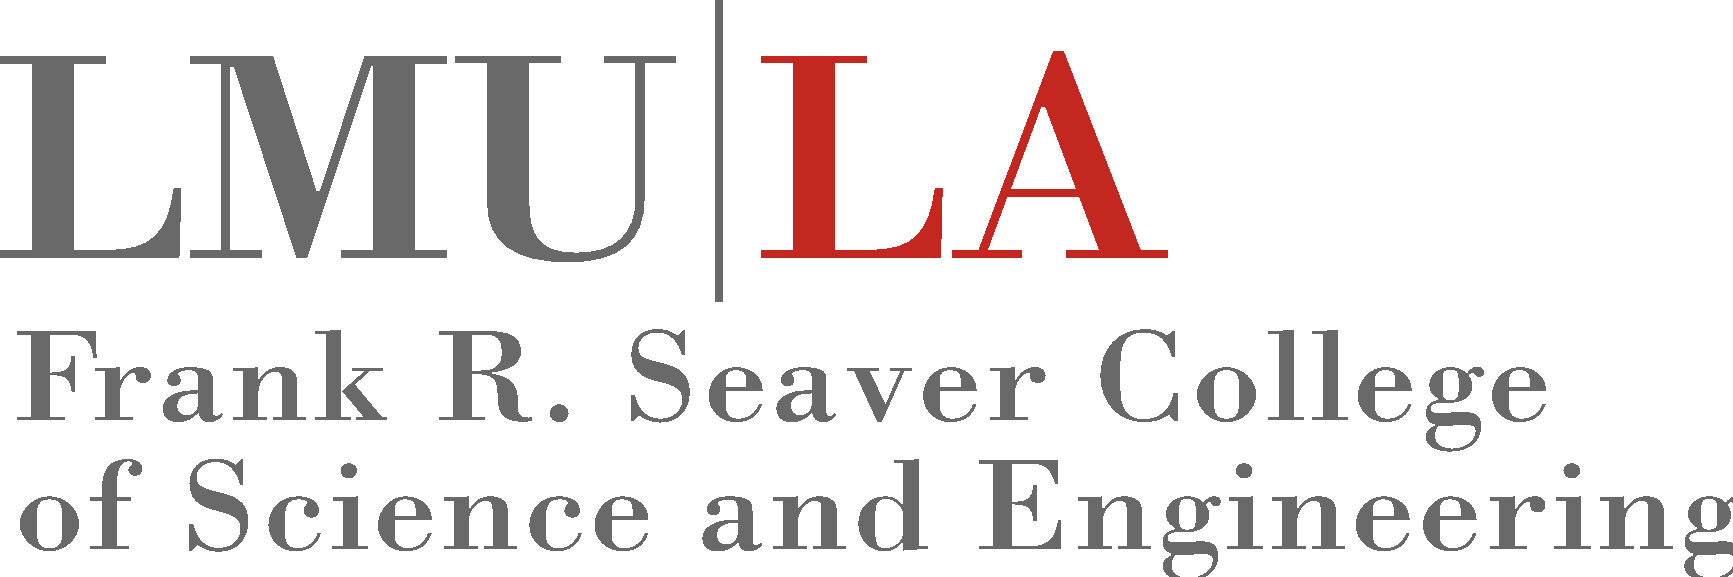 LMU|LA
Frank R. Seaver College
of Science and Engineering